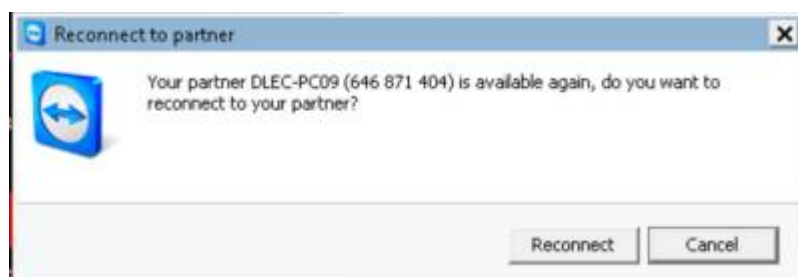 Reconnect to partner
Your partner DLEC-PC09 (646 871 404) is available again, do you want to
reconnect to your partner?
Reconnect Cancel